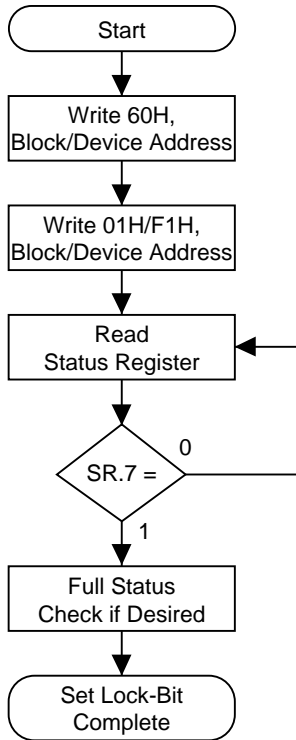 Start
Write 60H,
Block/Device Address
Write 01H/F1H,
Block/Device Address
Read
Status Register
SR.7 =
0
1
Full Status
Check if Desired
Set Lock-Bit
Complete